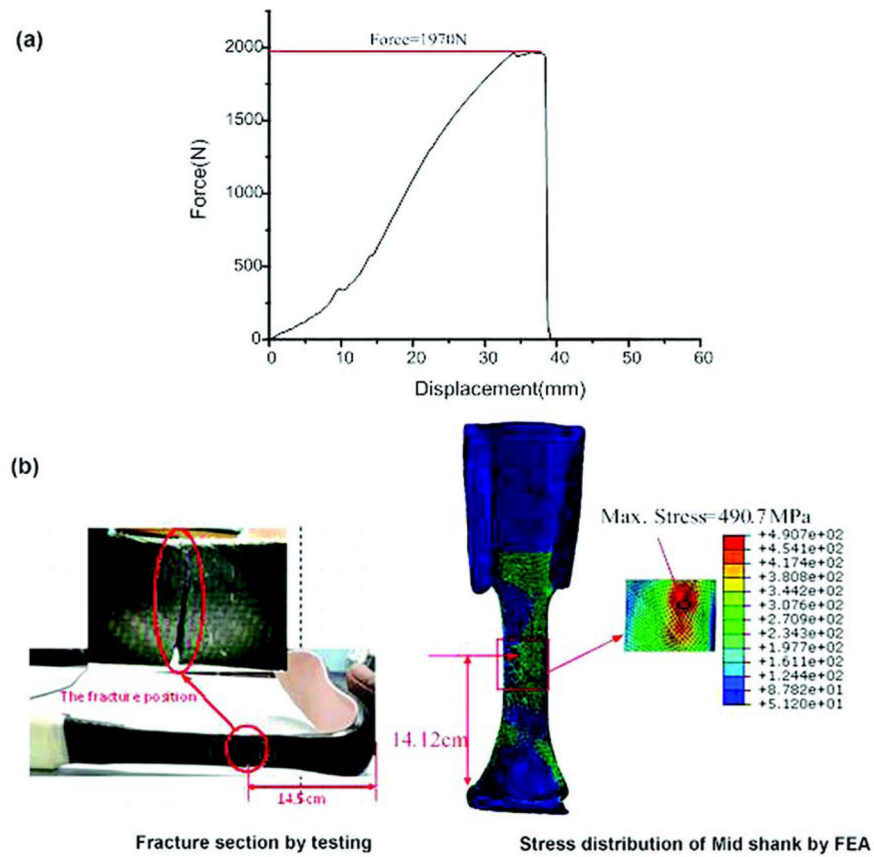 (a)
Force=1970N
2000
1500
1000
500
0
Force(N)
0 10 20 30 40 50 60
Displacement(mm)
(b)
The fracture position
14.5cm
Fracture section by testing
14.12cm
Max. Stress=490.7MPa
+4.907e+02
+4.541e+02
+4.174e+02
+3.808e+02
+3.442e+02
+3.076e+02
+2.709e+02
+2.343e+02
+1.977e+02
+1.611e+02
+1.244e+02
+8.782e+01
+5.120e+01
Stress distribution of Mid shank by FEA